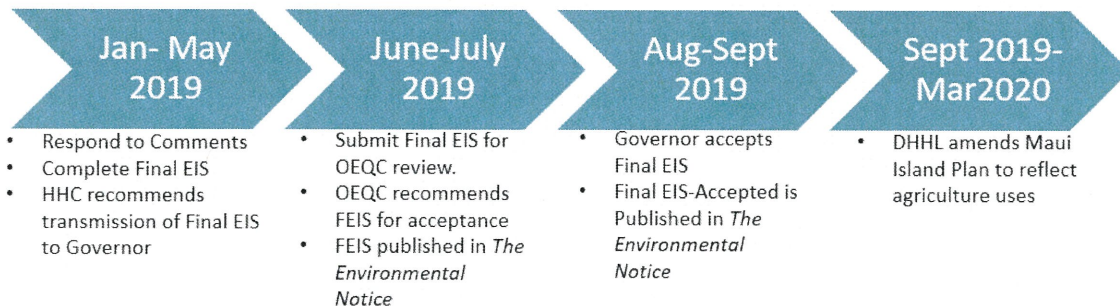 Jan- May
2019
June-July
2019
Aug-Sept
2019
Sept 2019-
Mar2020
• Respond to Comments
• Complete Final EIS
• HHC recommends
transmission of Final EIS
to Governor
• Submit Final EIS for
OEQC review.
• OEQC recommends
FEIS for acceptance
• FEIS published in The
Environmental
Notice
• Governor accepts
Final EIS
• Final EIS-Accepted is
Published in The
Environmental
Notice
• DHHL amends Maui
Island Plan to reflect
agriculture uses